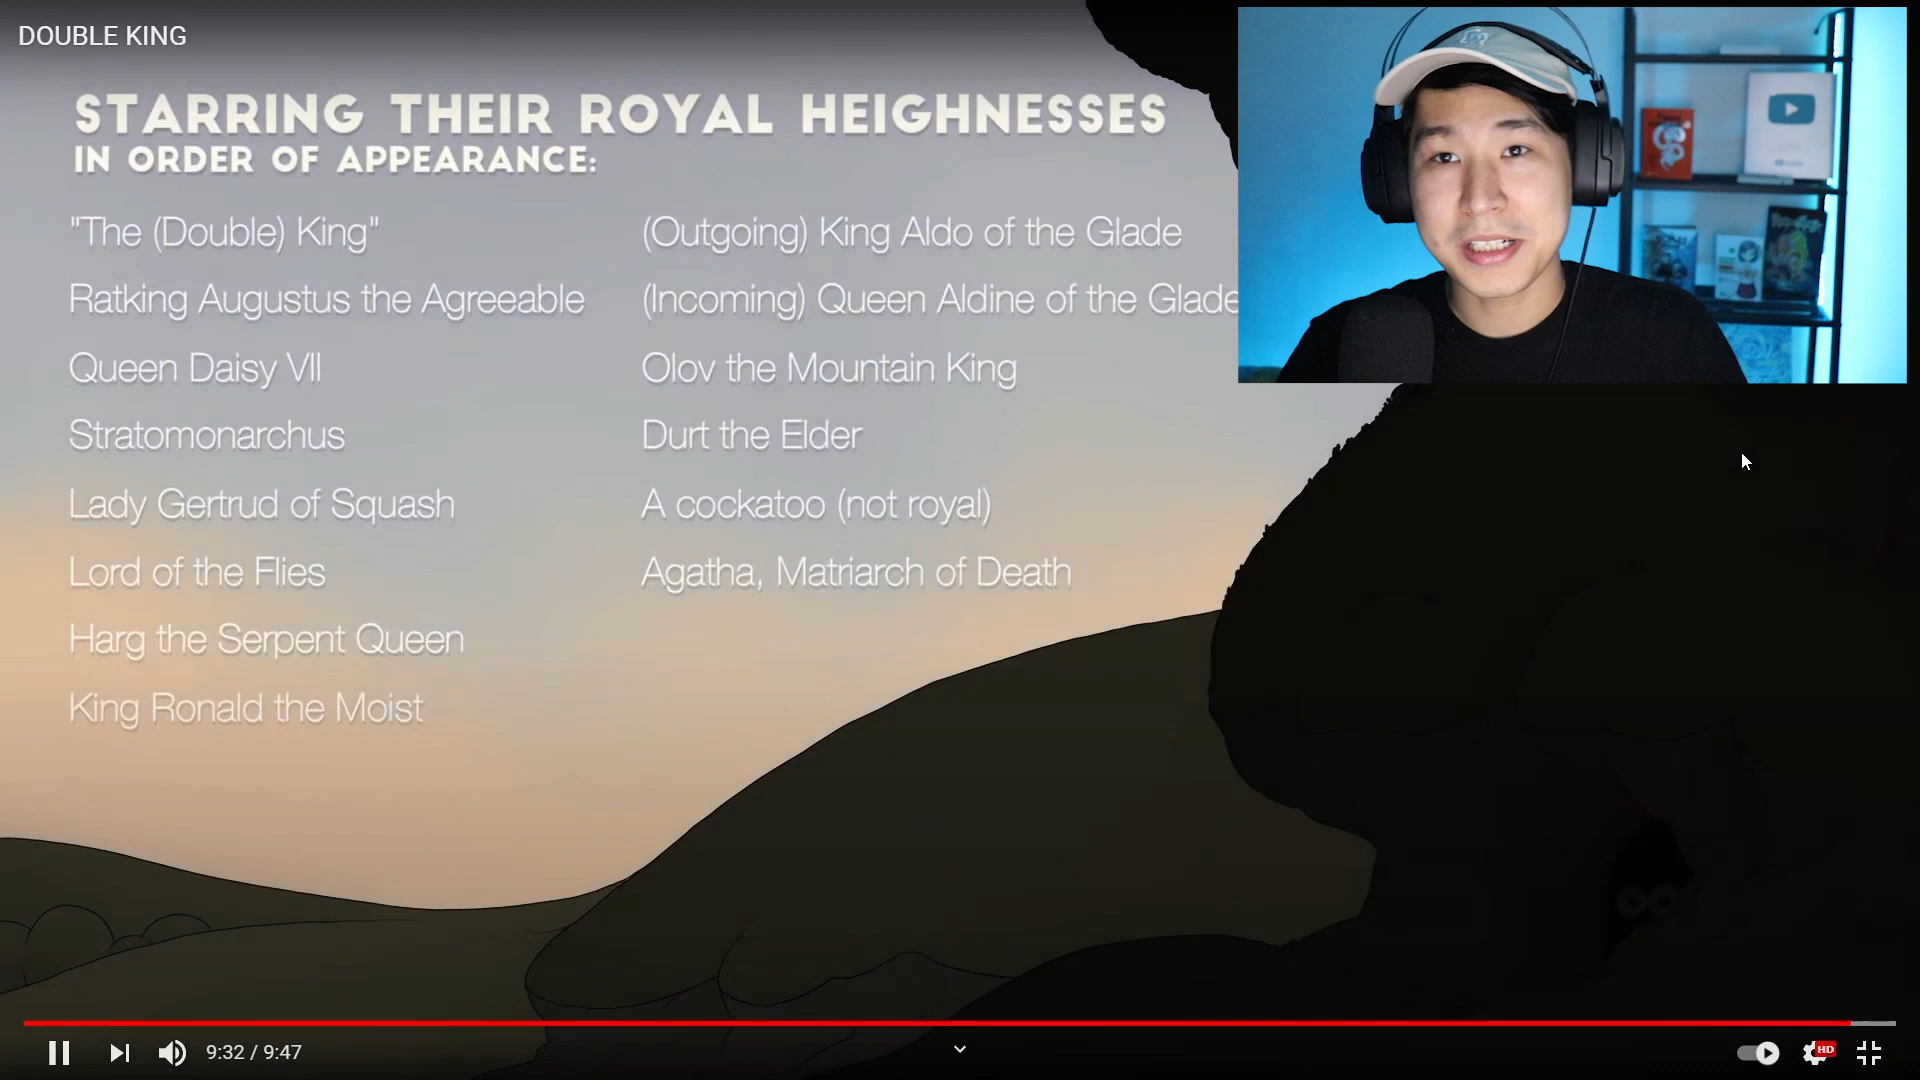 DOUBLE KING
STARRING THEIR ROYAL HEIGHNESSES
IN ORDER OF APPEARANCE:
"The (Double) King"
Ratking Augustus the Agreeable
Queen Daisy VII
Stratomonarchus
Lady Gertrud of Squash
Lord of the Flies
Harg the Serpent Queen
King Ronald the Moist
(Outgoing) King Aldo of the Glade
(Incoming) Queen Aldine of the Glade
Olov the Mountain King
Durt the Elder
A cockatoo (not royal)
Agatha, Matriarch of Death
9:32 / 9:47
HD